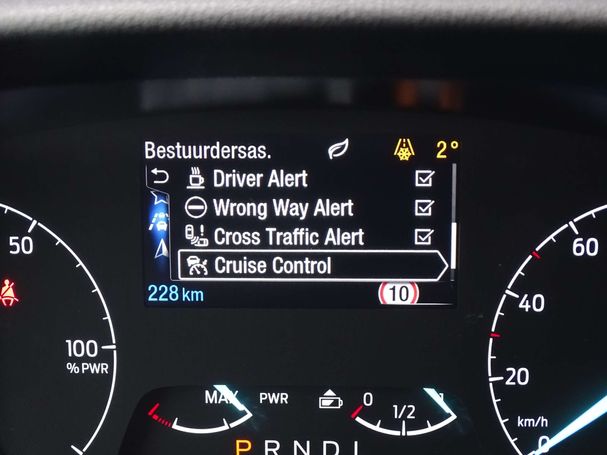 Bestuurdersas. 2°
Driver Alert
Wrong Way Alert
Cross Traffic Alert
Cruise Control
228 km 10
50
100
% PWR
60
40
20
km/h
0
MAX PWR
0 1/2 1
P R N D L